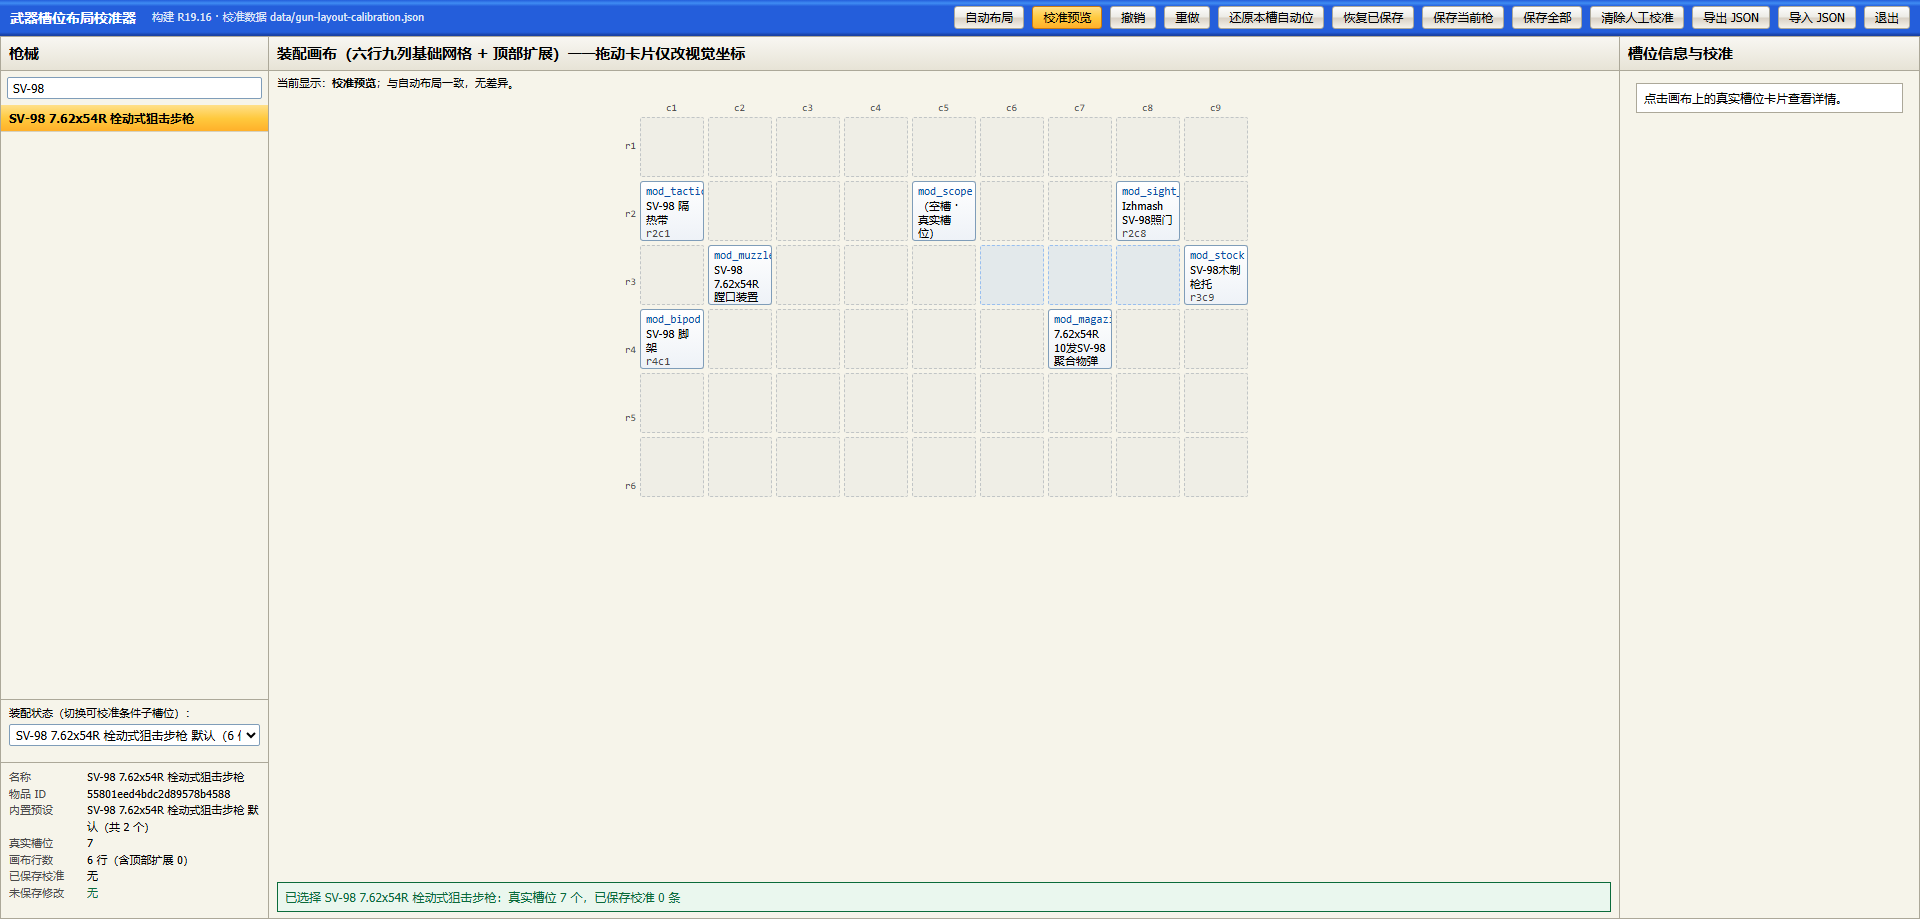 武器槽位布局校准器 构建 R19.16 · 校准数据 data/gun-layout-calibration.json 自动布局 校准预览 撤销 重做 还原本槽自动位 恢复已保存 保存当前枪 保存全部 清除人工校准 导出 JSON 导入 JSON 退出
枪械
SV-98
SV-98 7.62x54R 栓动式狙击步枪
装配状态（切换可校准条件子槽位）：
SV-98 7.62x54R 栓动式狙击步枪 默认（6
名称 SV-98 7.62x54R 栓动式狙击步枪
物品 ID 55801eed4bdc2d89578b4588
内置预设 SV-98 7.62x54R 栓动式狙击步枪 默
认（共 2 个）
真实槽位 7
画布行数 6 行（含顶部扩展 0）
已保存校准 无
未保存修改 无
装配画布（六行九列基础网格 + 顶部扩展）——拖动卡片仅改视觉坐标
当前显示：校准预览；与自动布局一致，无差异。
c1 c2 c3 c4 c5 c6 c7 c8 c9
r1
r2
mod_tactic
SV-98 隔
热带
r2c1
mod_scope
（空槽 ·
真实槽
位）
mod_sight_
Izhmash
SV-98照门
r2c8
r3
mod_muzzle
SV-98
7.62x54R
膛口装置
mod_stock
SV-98木制
枪托
r3c9
r4
mod_bipod
SV-98 脚
架
r4c1
mod_magazi
7.62x54R
10发SV-98
聚合物弹
r5
r6
已选择 SV-98 7.62x54R 栓动式狙击步枪：真实槽位 7 个，已保存校准 0 条
槽位信息与校准
点击画布上的真实槽位卡片查看详情。